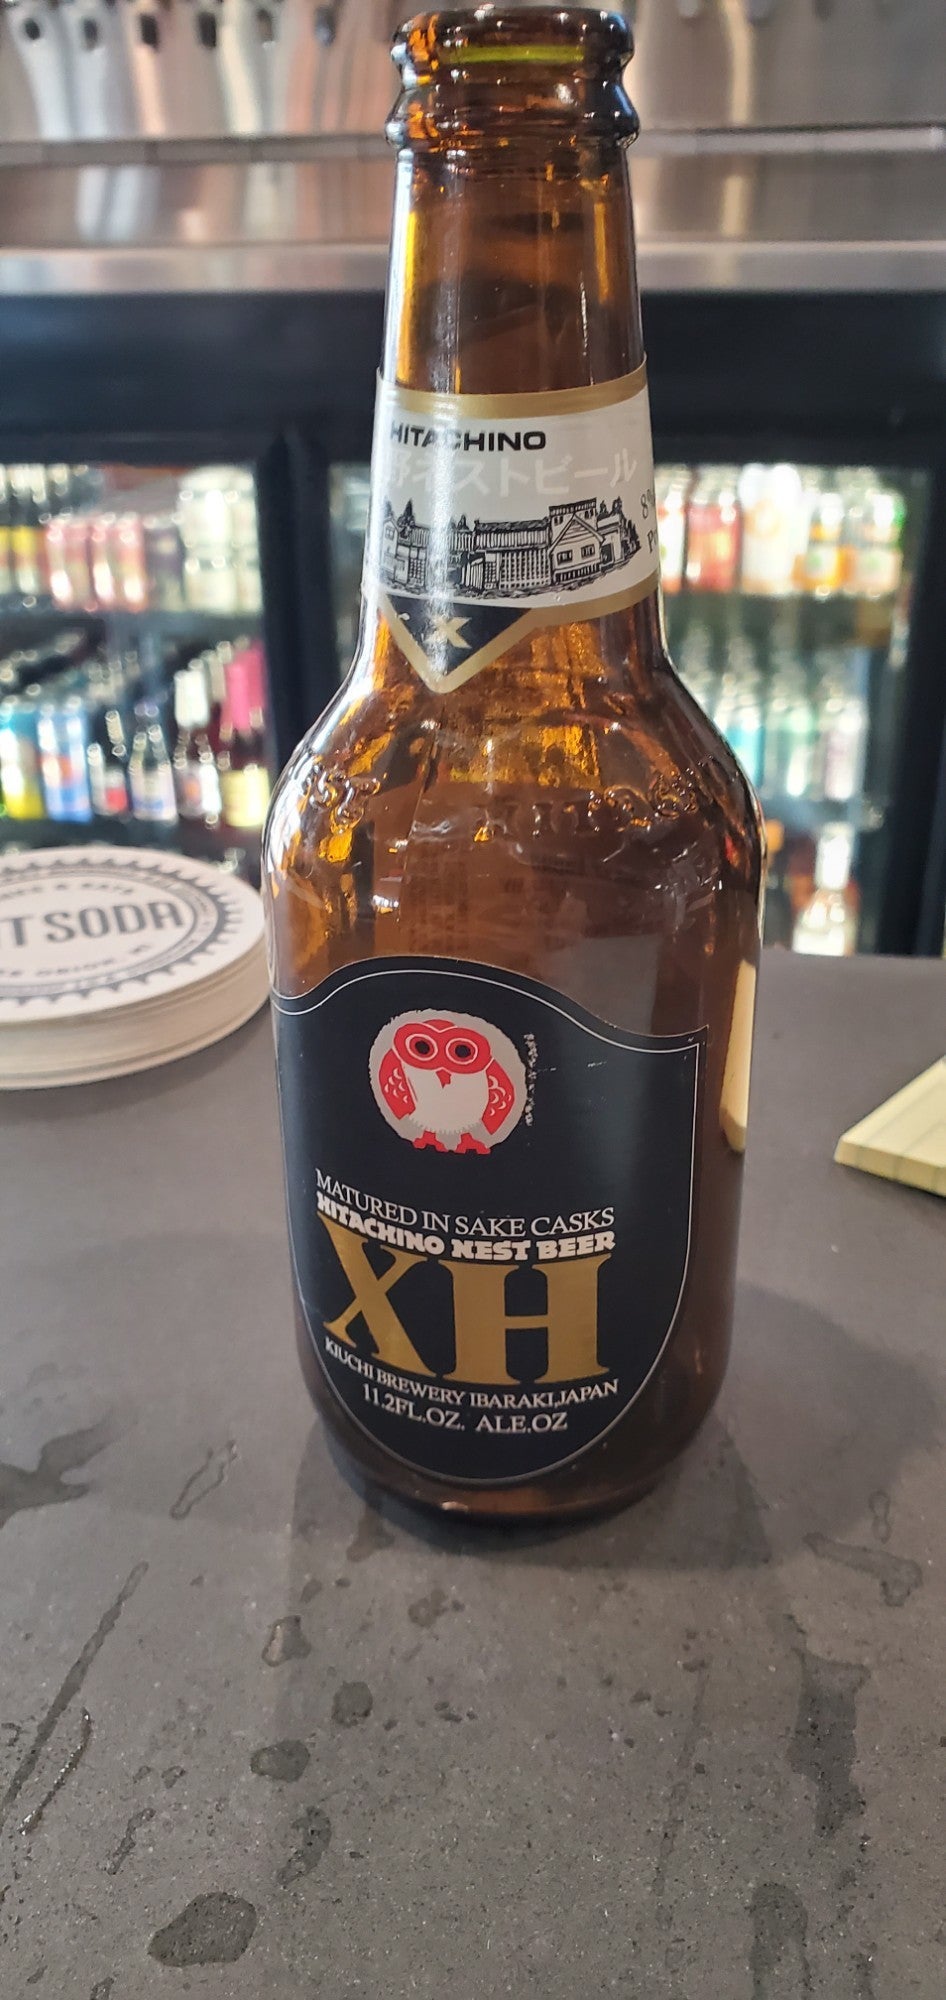 HITACHINO
野ネストビール
8%
X
MATURED IN SAKE CASKS
HITACHINO NEST BEER
XH
KIUCHI BREWERY IBARAKI,JAPAN
11.2FL.OZ. ALE.OZ
T SODA